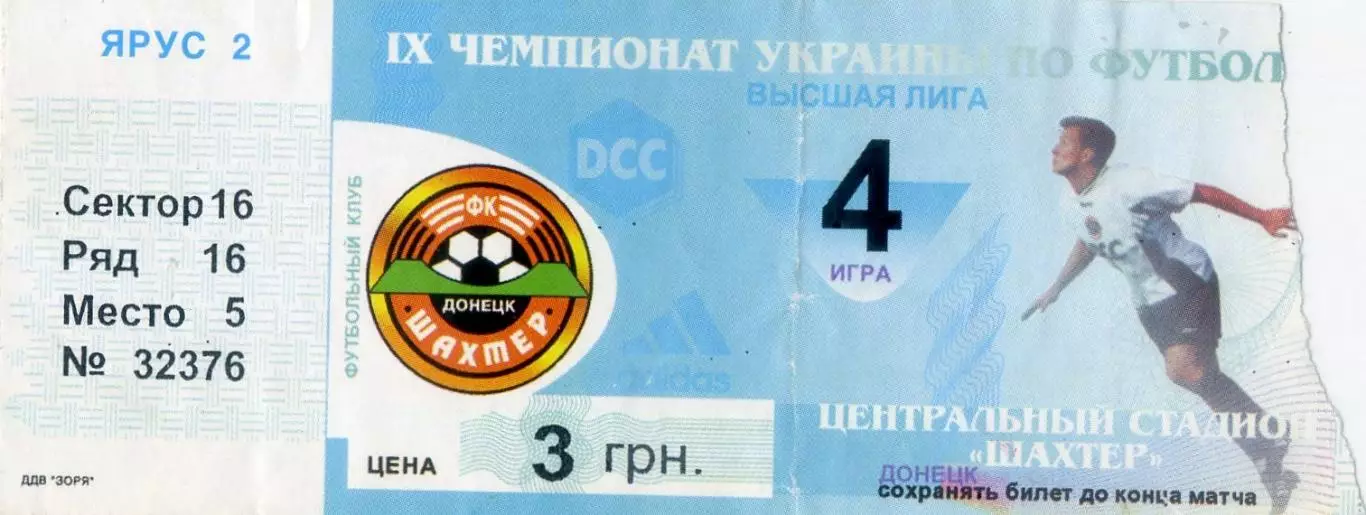 ЯРУС 2
Сектор 16
Ряд 16
Место 5
№ 32376
ДДВ "ЗОРЯ"
IX ЧЕМПИОНАТ УКРАИНЫ ПО ФУТБОЛ
ВЫСШАЯ ЛИГА
DCC
4
ИГРА
ФУТБОЛЬНЫЙ КЛУБ
ФК
ДОНЕЦК
ШАХТЕР
adidas
ЦЕНА 3 грн.
ЦЕНТРАЛЬНЫЙ СТАДИОН
«ШАХТЕР»
ДОНЕЦК
сохранять билет до конца матча